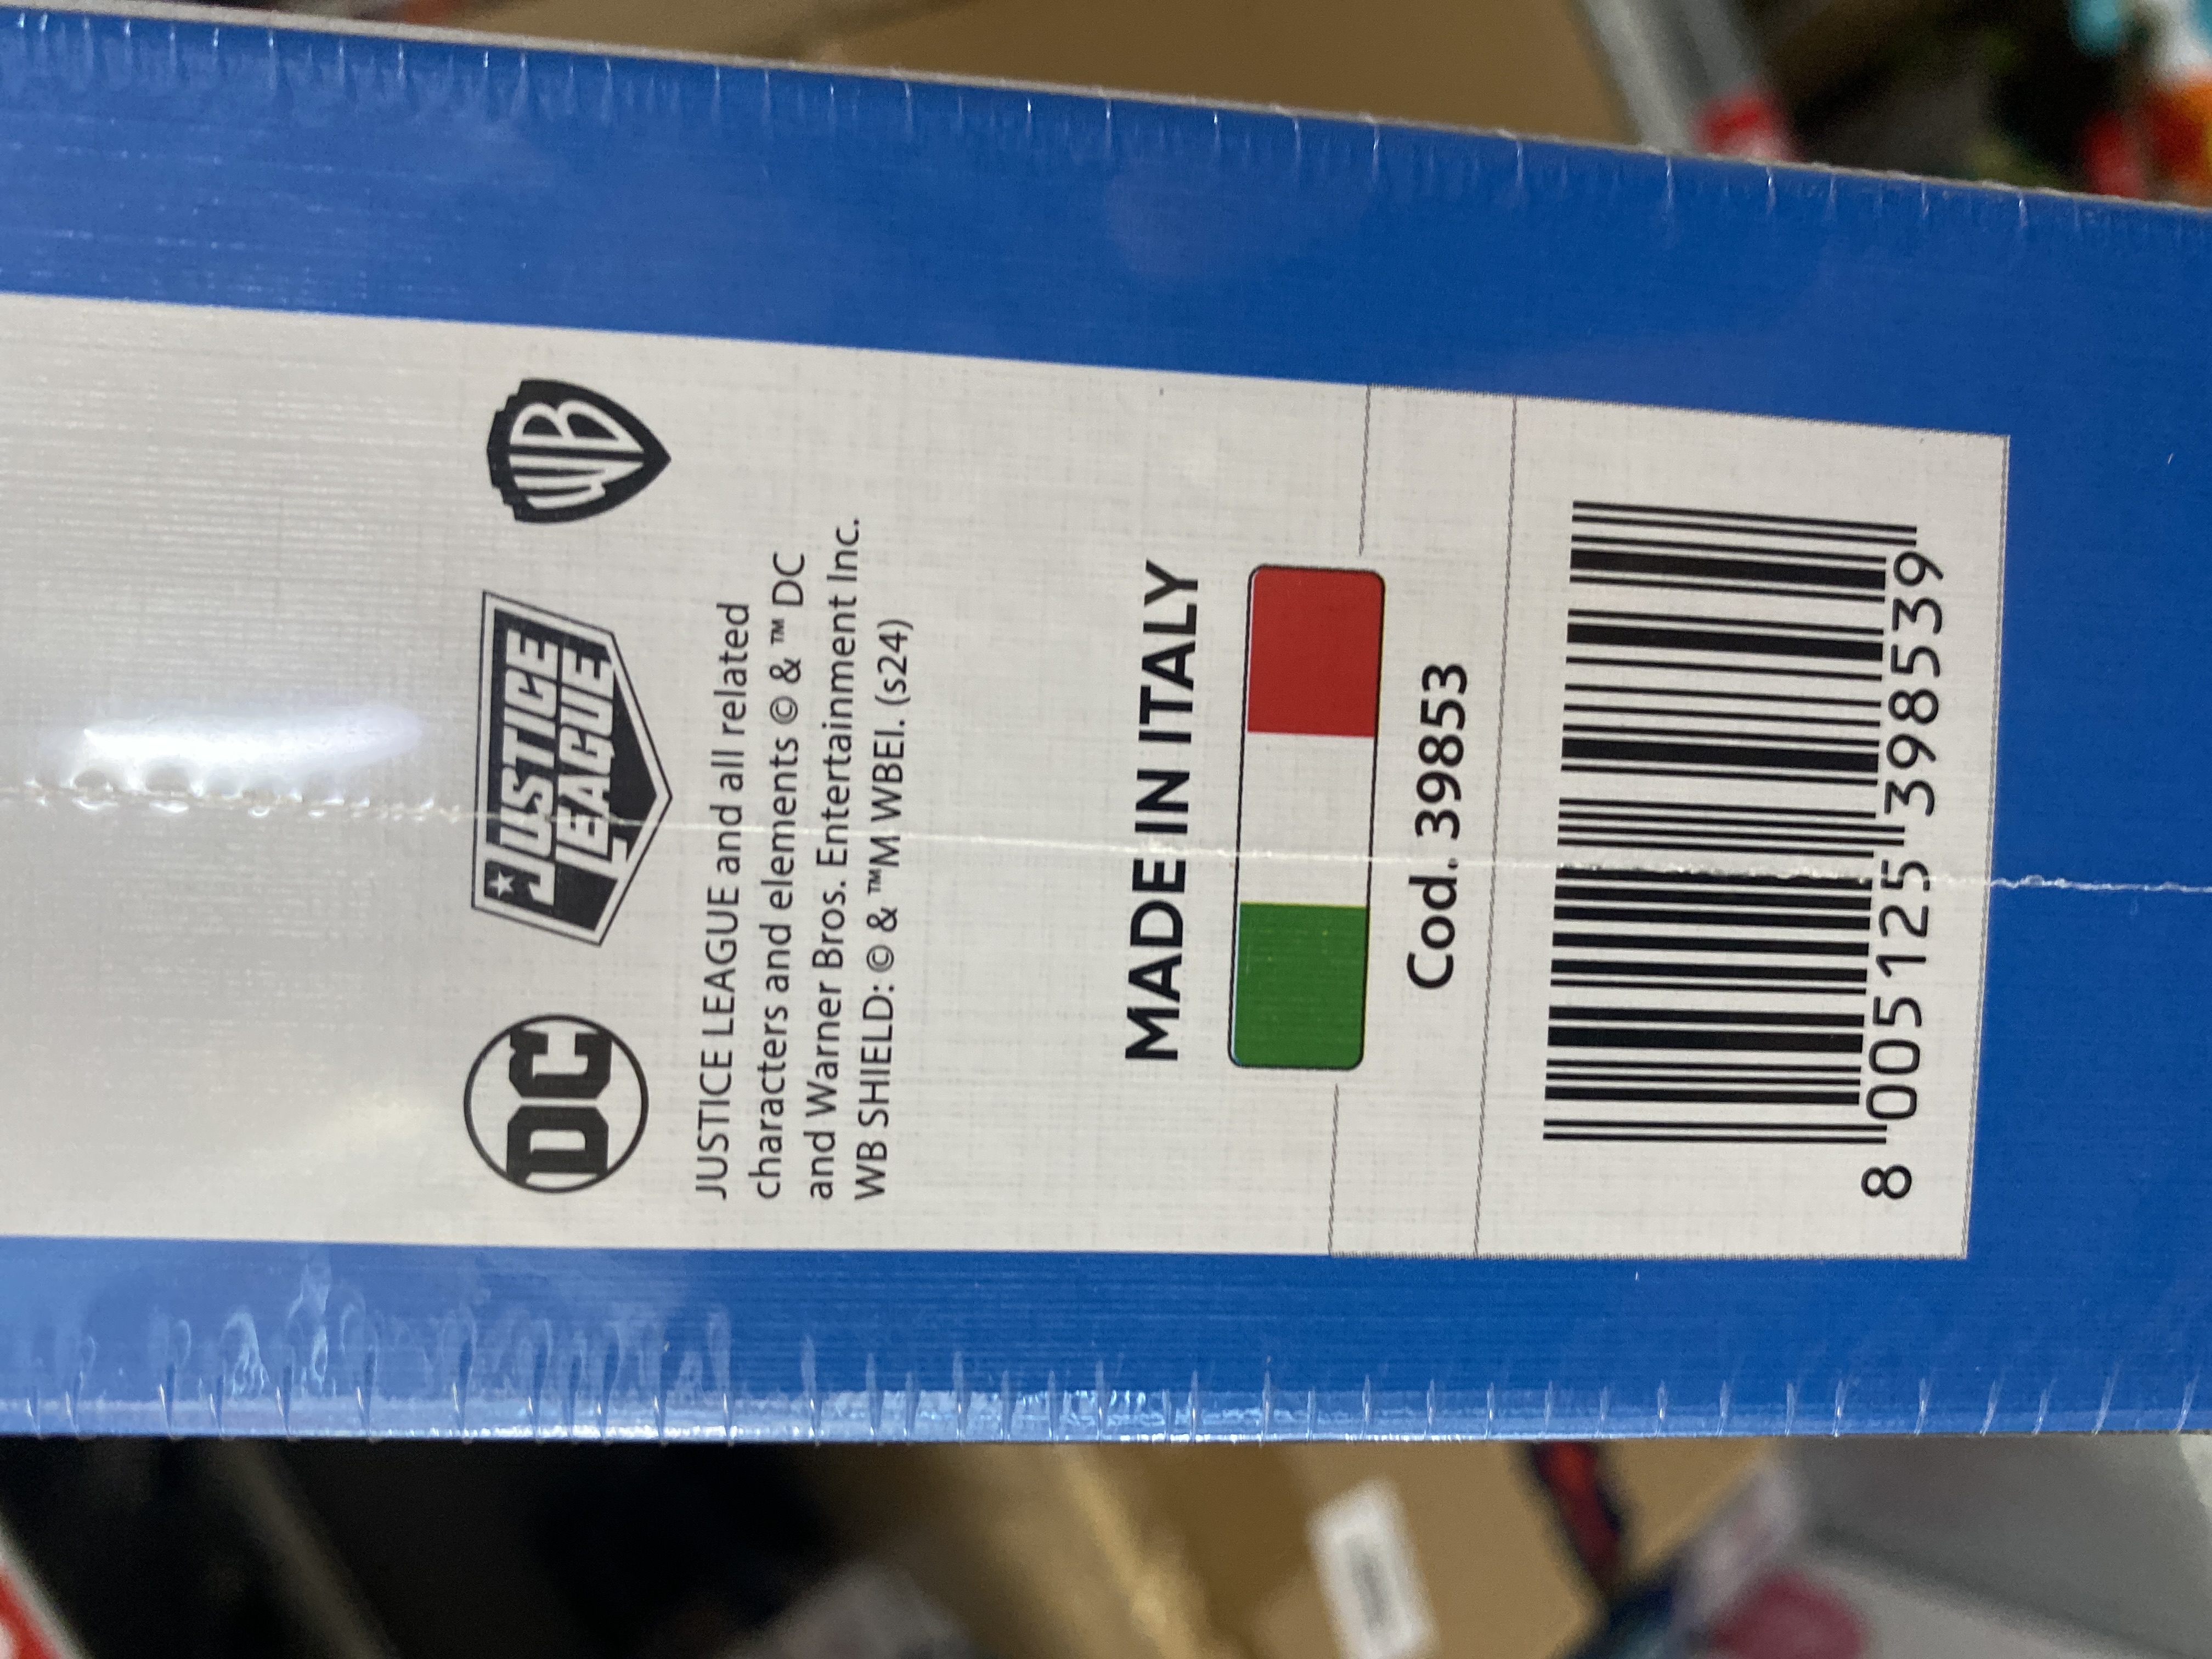 DC
JUSTICE
LEAGUE
WB
JUSTICE LEAGUE and all related
characters and elements © & ™ DC
and Warner Bros. Entertainment Inc.
WB SHIELD: © & ™M WBEI. (s24)
MADE IN ITALY
Cod. 39853
8 005125 398539